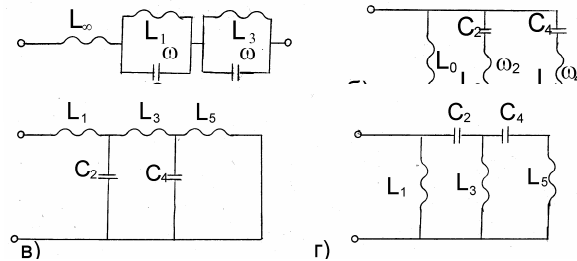 L∞ L₁ L₃
ω ω
C₂ C₄
L₀ ω₂
б)
L₁ L₃ L₅
C₂ C₄
в)
C₂ C₄
L₁ L₃ L₅
г)